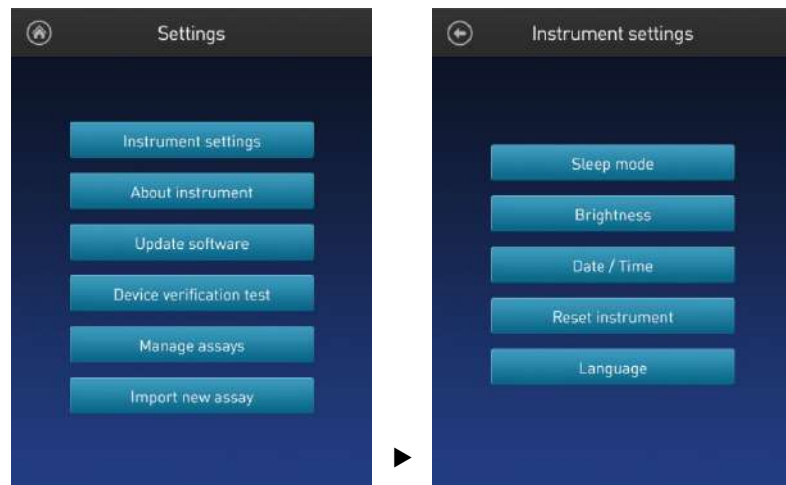 Settings
Instrument settings
About instrument
Update software
Device verification test
Manage assays
Import new assay
Instrument settings
Sleep mode
Brightness
Date / Time
Reset instrument
Language